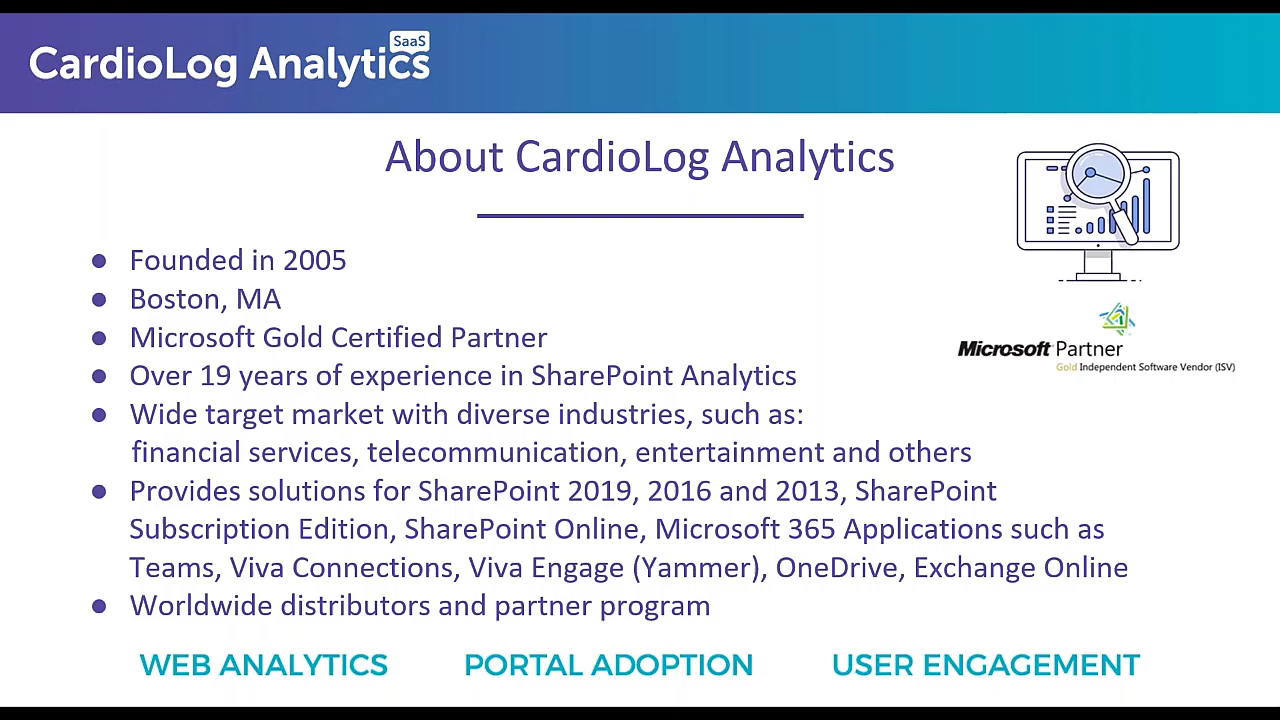 SaaS
CardioLog Analytics
About CardioLog Analytics
● Founded in 2005
● Boston, MA
● Microsoft Gold Certified Partner
● Over 19 years of experience in SharePoint Analytics
● Wide target market with diverse industries, such as:
financial services, telecommunication, entertainment and others
● Provides solutions for SharePoint 2019, 2016 and 2013, SharePoint
Subscription Edition, SharePoint Online, Microsoft 365 Applications such as
Teams, Viva Connections, Viva Engage (Yammer), OneDrive, Exchange Online
● Worldwide distributors and partner program
Microsoft Partner
Gold Independent Software Vendor (ISV)
WEB ANALYTICS PORTAL ADOPTION USER ENGAGEMENT